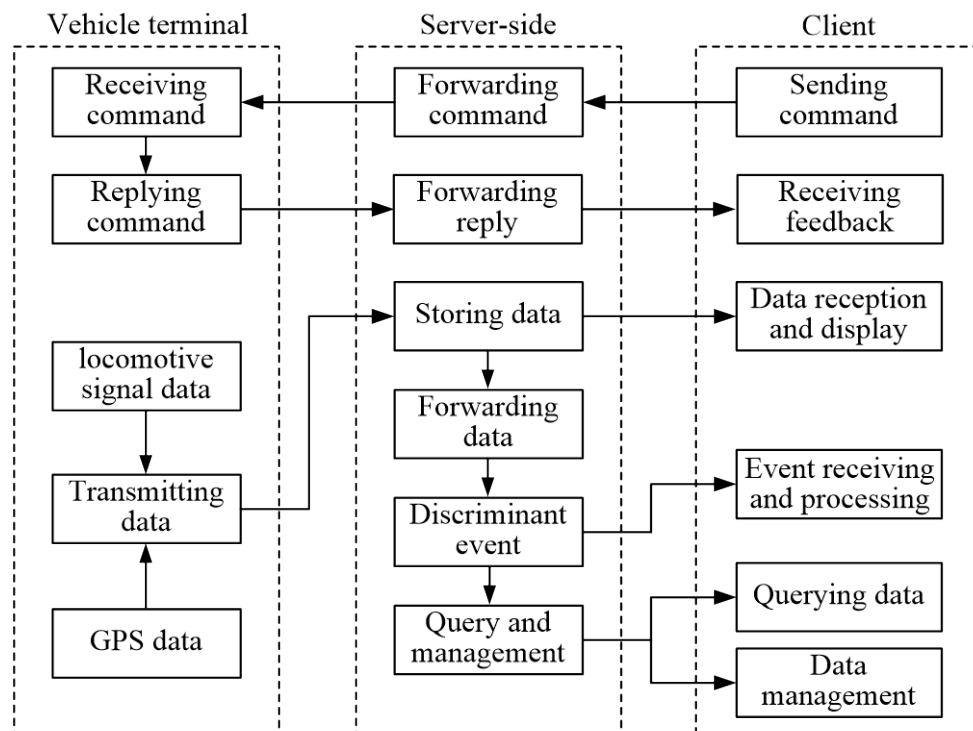 Vehicle terminal
Server-side
Client
Receiving
command
Forwarding
command
Sending
command
Replying
command
Forwarding
reply
Receiving
feedback
Storing data
Data reception
and display
locomotive
signal data
Forwarding
data
Transmitting
data
Discriminant
event
Event receiving
and processing
GPS data
Query and
management
Querying data
Data
management